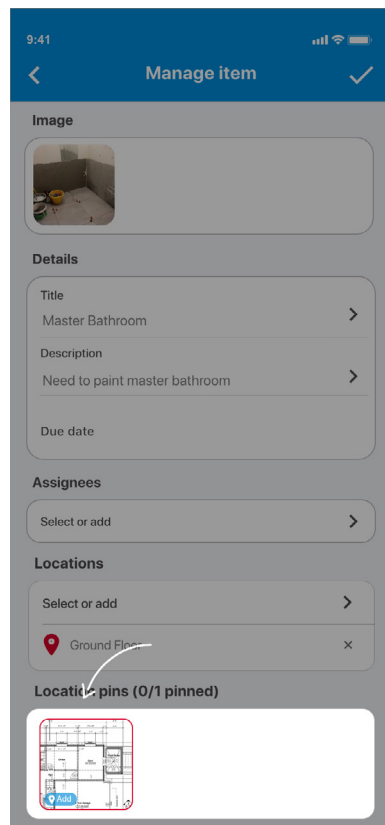 9:41
Manage item
Image
Details
Title
Master Bathroom
Description
Need to paint master bathroom
Due date
Assignees
Select or add
Locations
Select or add
Ground Floor
Location pins (0/1 pinned)
Add